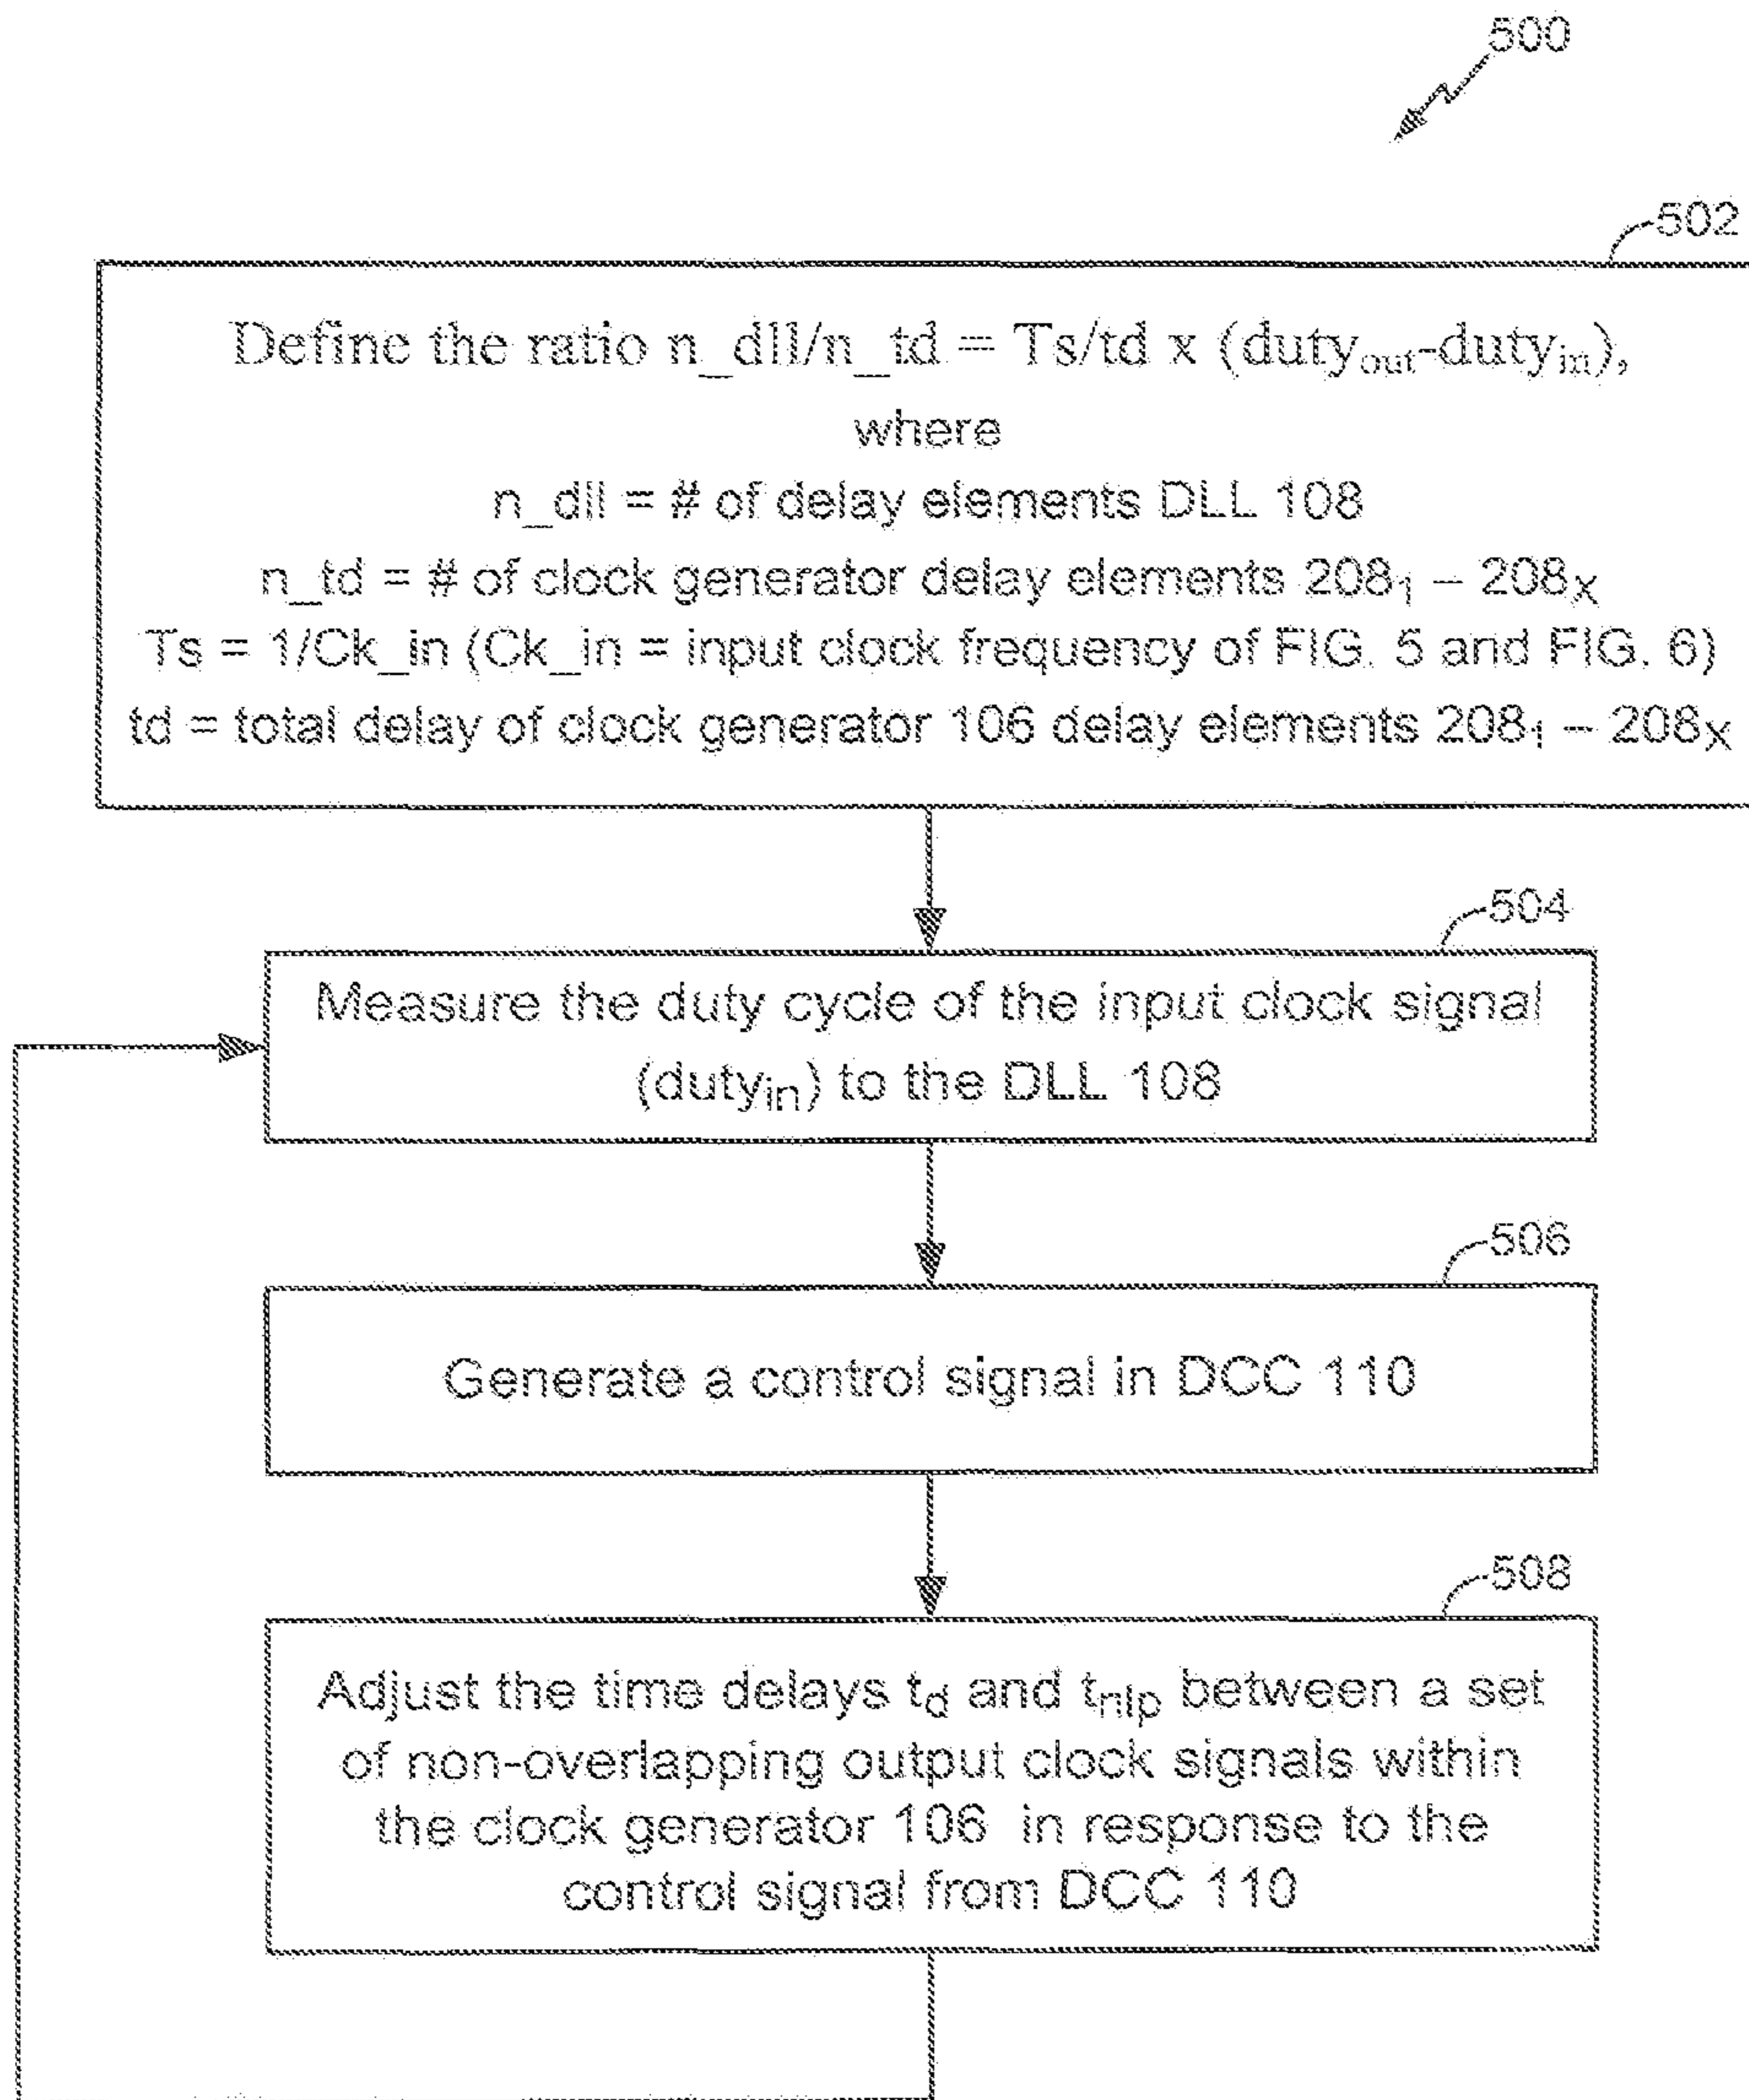 500
502
Define the ratio n_dll/n_td = Ts/td x (duty_out-duty_in),
where
n_dll = # of delay elements DLL 108
n_td = # of clock generator delay elements 208₁ – 208ₓ
Ts = 1/Ck_in (Ck_in = input clock frequency of FIG. 5 and FIG. 6)
td = total delay of clock generator 106 delay elements 208₁ – 208ₓ
504
Measure the duty cycle of the input clock signal
(duty_in) to the DLL 108
506
Generate a control signal in DCC 110
508
Adjust the time delays t_d and t_nlp between a set
of non-overlapping output clock signals within
the clock generator 106 in response to the
control signal from DCC 110